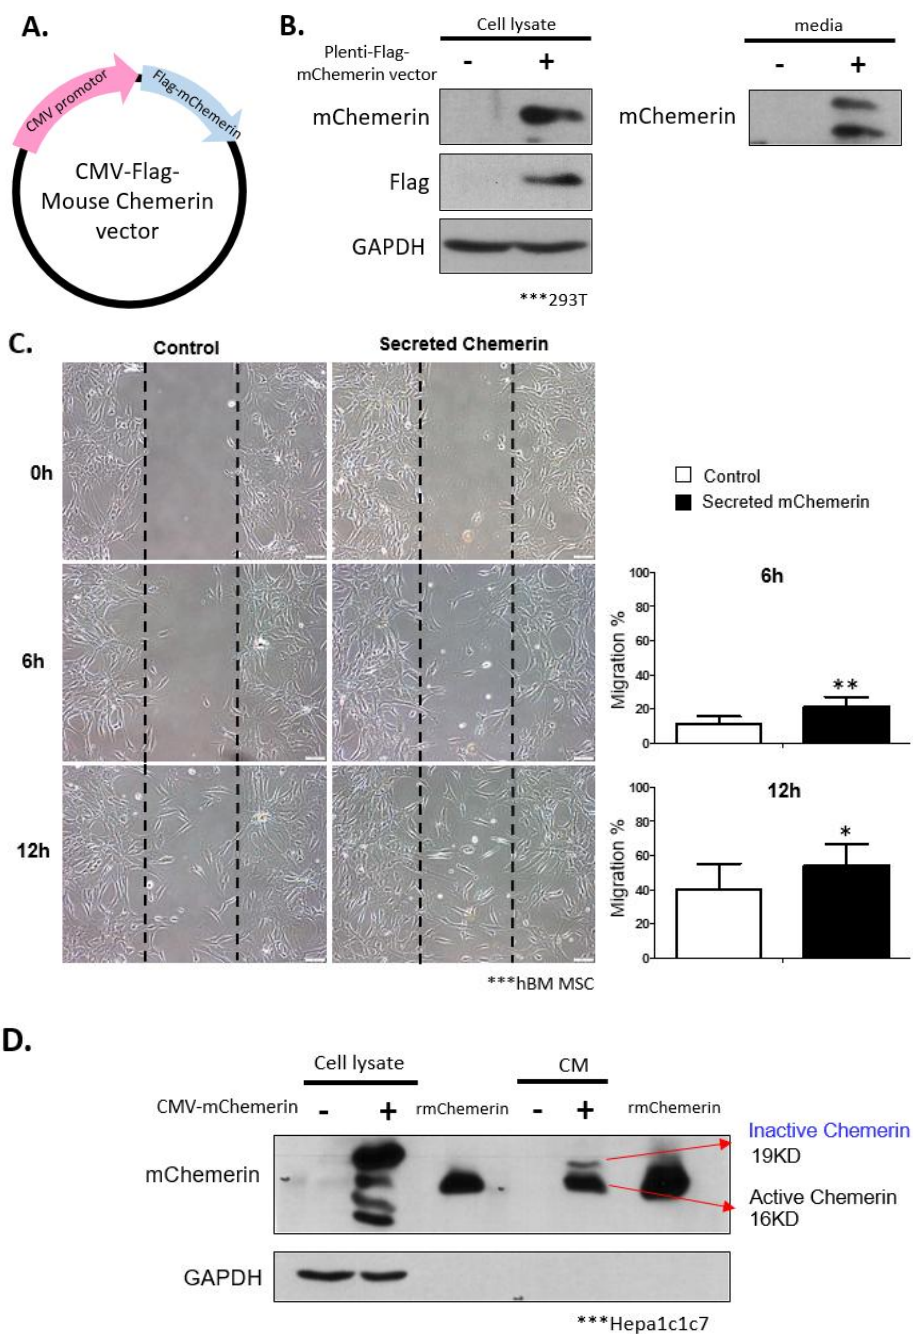 A.
CMV promotor
Flag-mChemerin
CMV-Flag-
Mouse Chemerin
vector
B.
Cell lysate
Plenti-Flag-
mChemerin vector
- +
mChemerin
Flag
GAPDH
***293T
media
- +
mChemerin
C.
Control Secreted Chemerin
0h
6h
12h
***hBM MSC
Control
Secreted mChemerin
6h
Migration %
100
80
60
40
20
0
**
12h
Migration %
100
80
60
40
20
0
*
D.
Cell lysate CM
CMV-mChemerin - + rmChemerin - + rmChemerin
mChemerin
Inactive Chemerin
19KD
Active Chemerin
16KD
GAPDH
***Hepa1c1c7